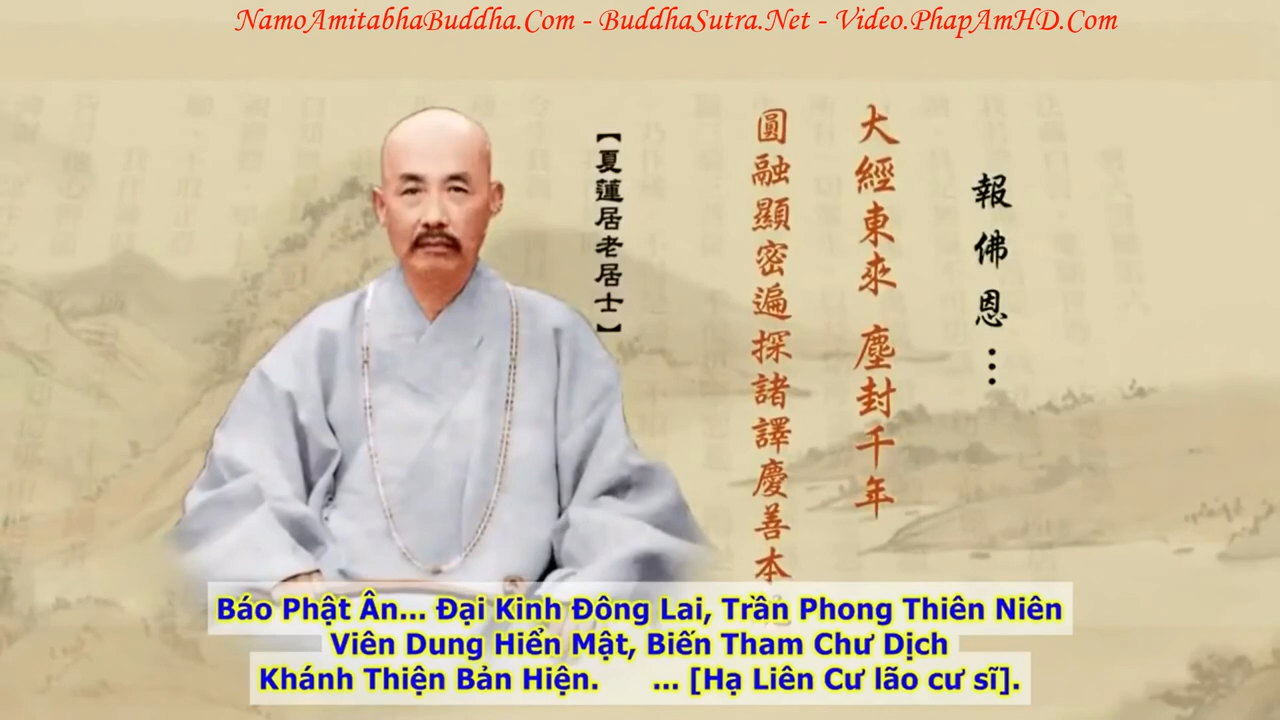 NamoAmitabhaBuddha.Com - BuddhaSutra.Net - Video.PhapAmHD.Com
報佛恩…
大經東來 塵封千年
圓融顯密遍探諸譯慶善本
【夏蓮居老居士】
Báo Phật Ân... Đại Kinh Đông Lai, Trần Phong Thiên Niên
Viên Dung Hiển Mật, Biến Tham Chư Dịch
Khánh Thiện Bản Hiện. ... [Hạ Liên Cư lão cư sĩ].